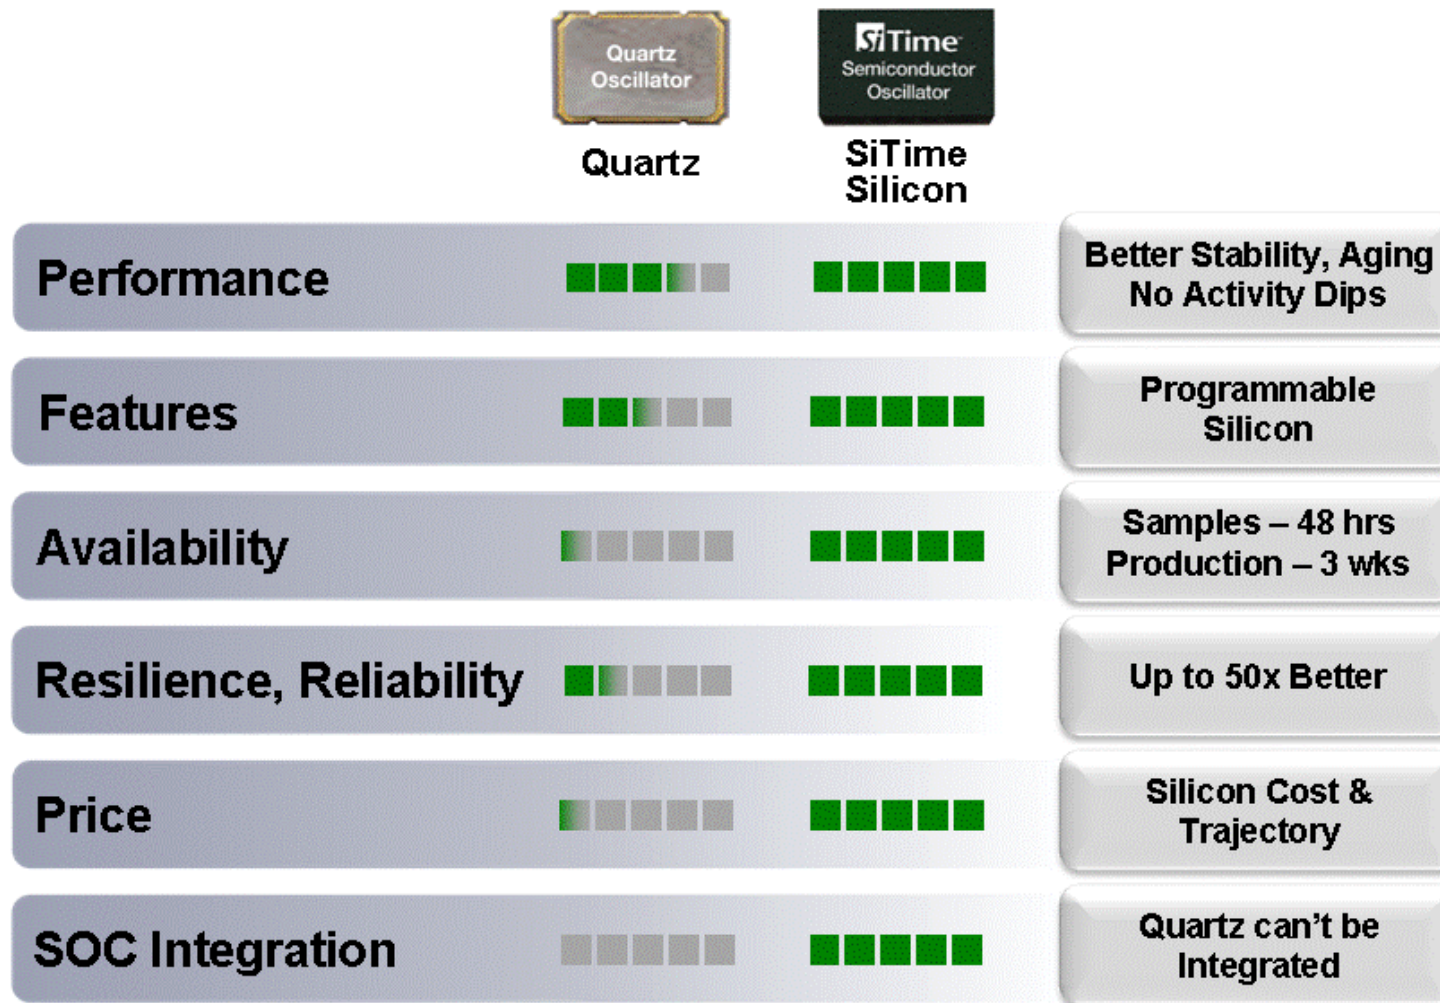 Quartz
Oscillator
SiTime
Semiconductor
Oscillator
Quartz
SiTime
Silicon
Performance
Better Stability, Aging
No Activity Dips
Features
Programmable
Silicon
Availability
Samples – 48 hrs
Production – 3 wks
Resilience, Reliability
Up to 50x Better
Price
Silicon Cost &
Trajectory
SOC Integration
Quartz can’t be
Integrated